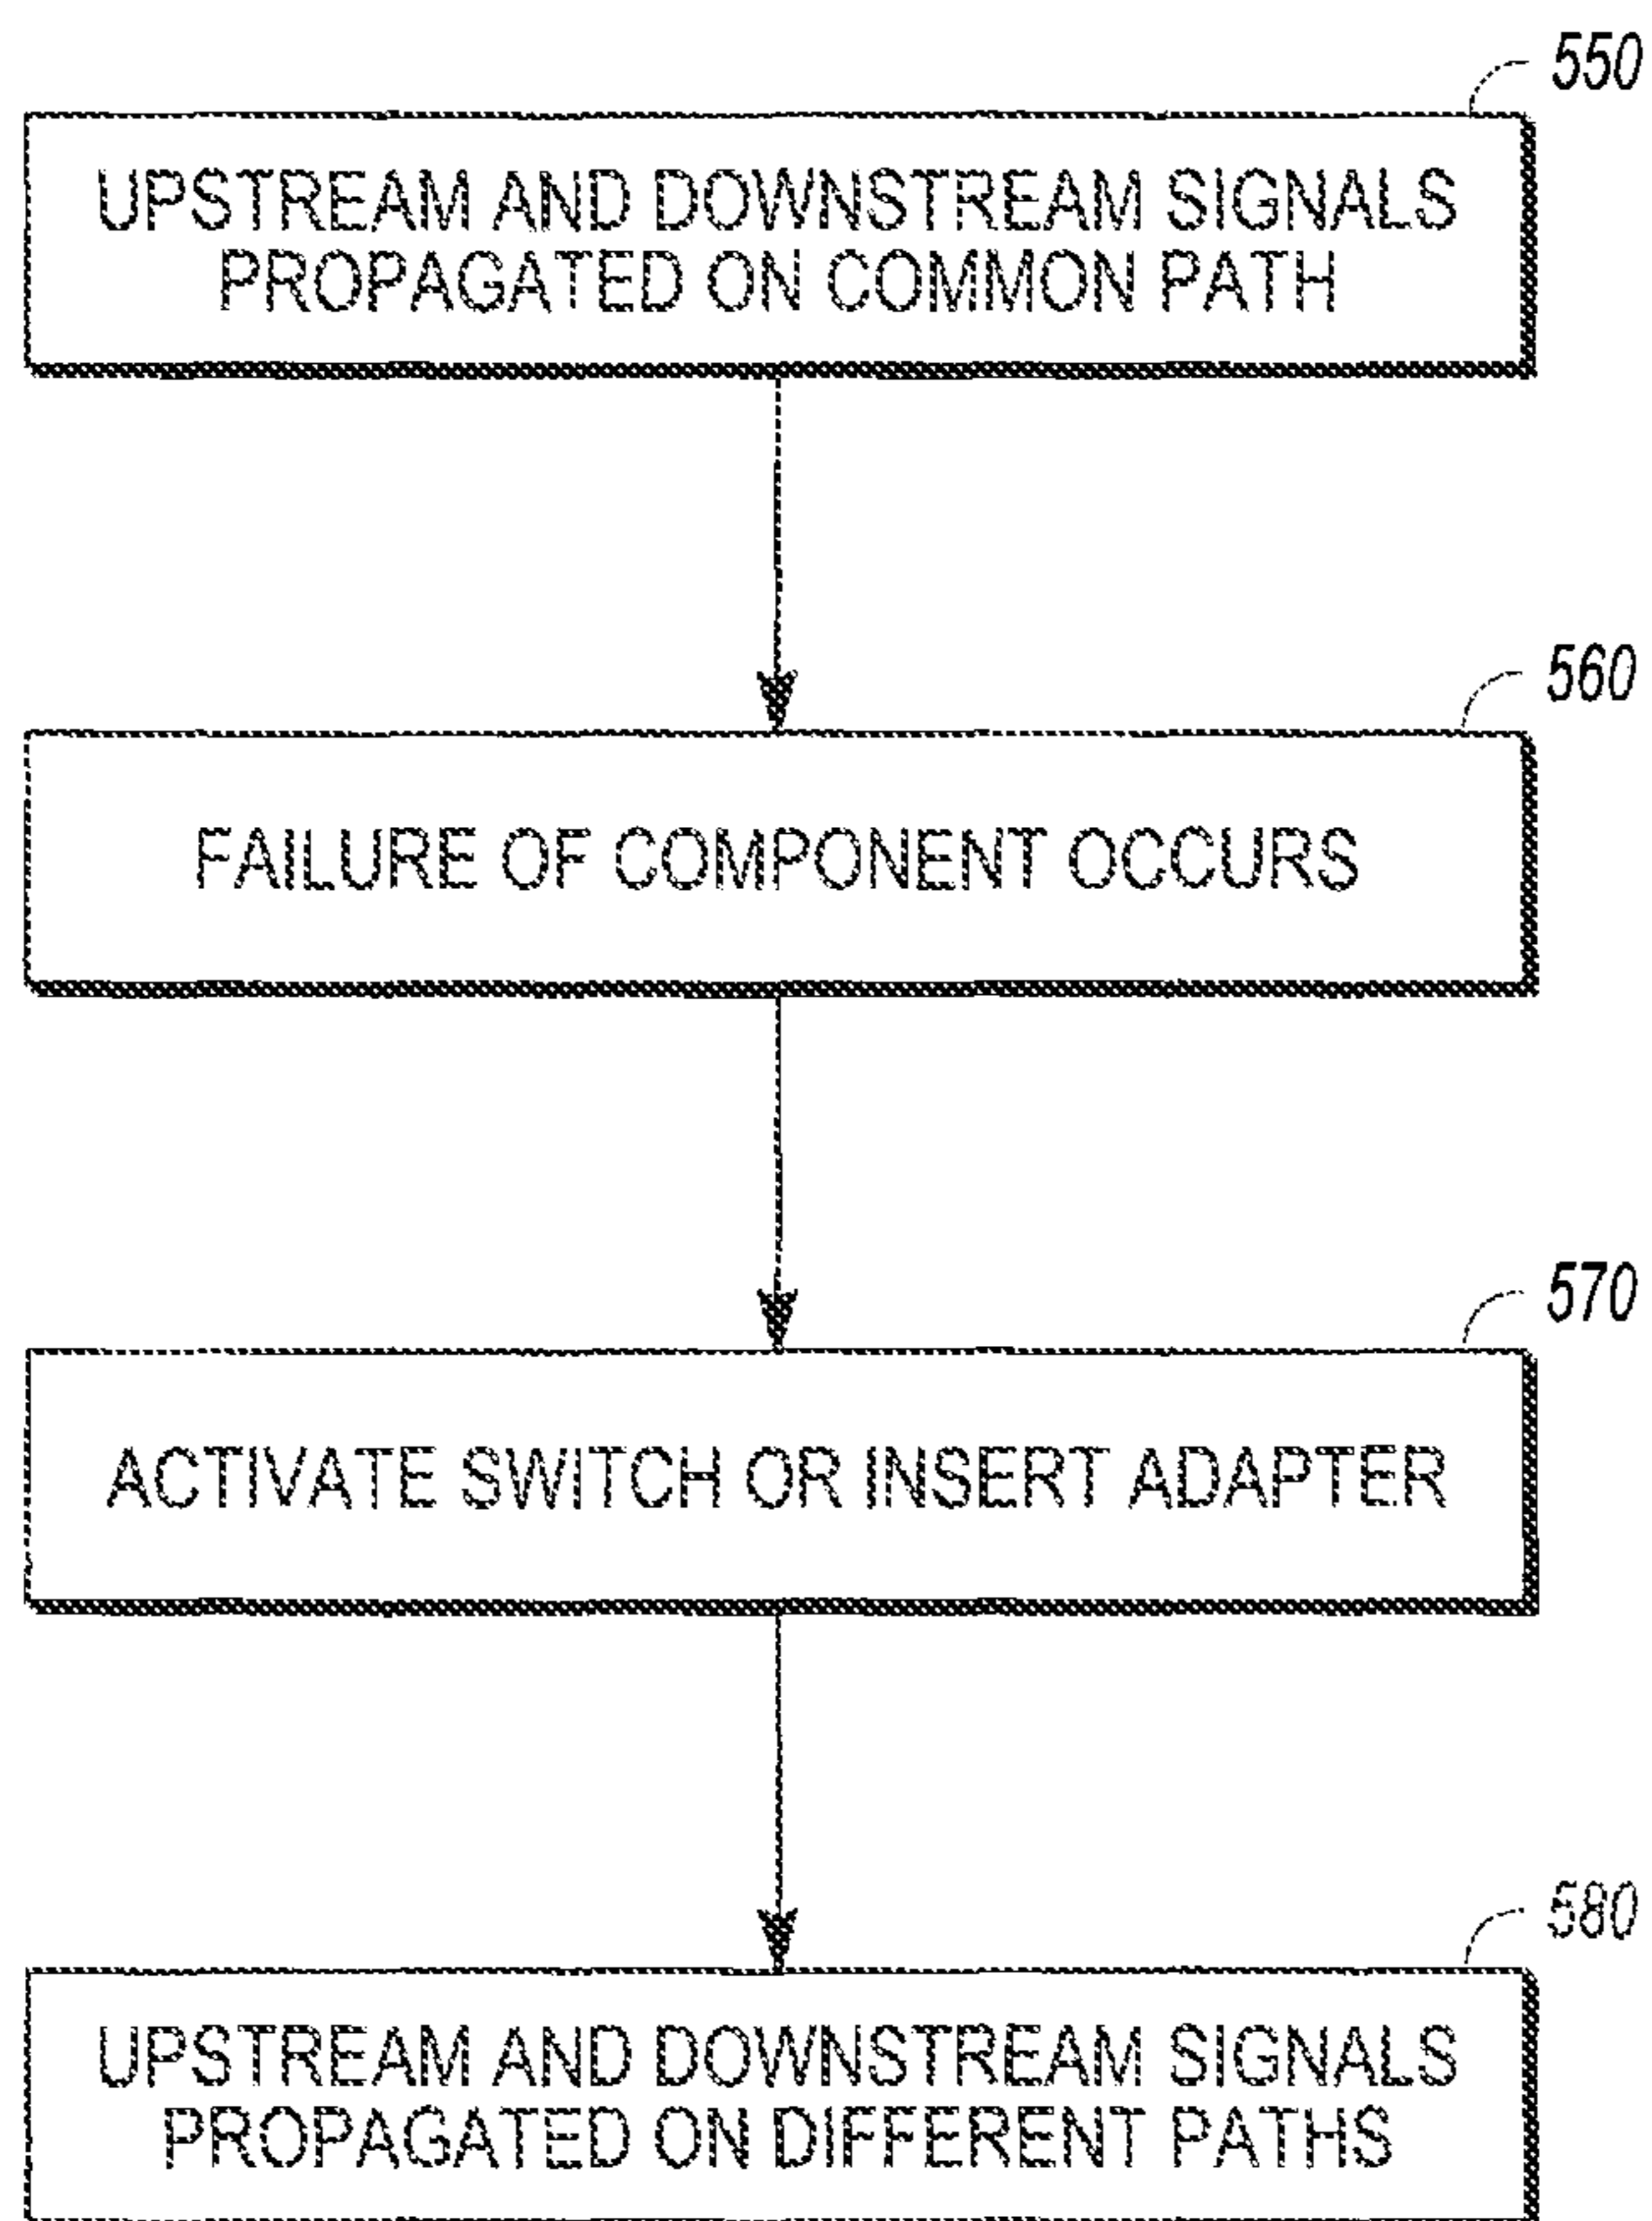 550
UPSTREAM AND DOWNSTREAM SIGNALS
PROPAGATED ON COMMON PATH
560
FAILURE OF COMPONENT OCCURS
570
ACTIVATE SWITCH OR INSERT ADAPTER
580
UPSTREAM AND DOWNSTREAM SIGNALS
PROPAGATED ON DIFFERENT PATHS